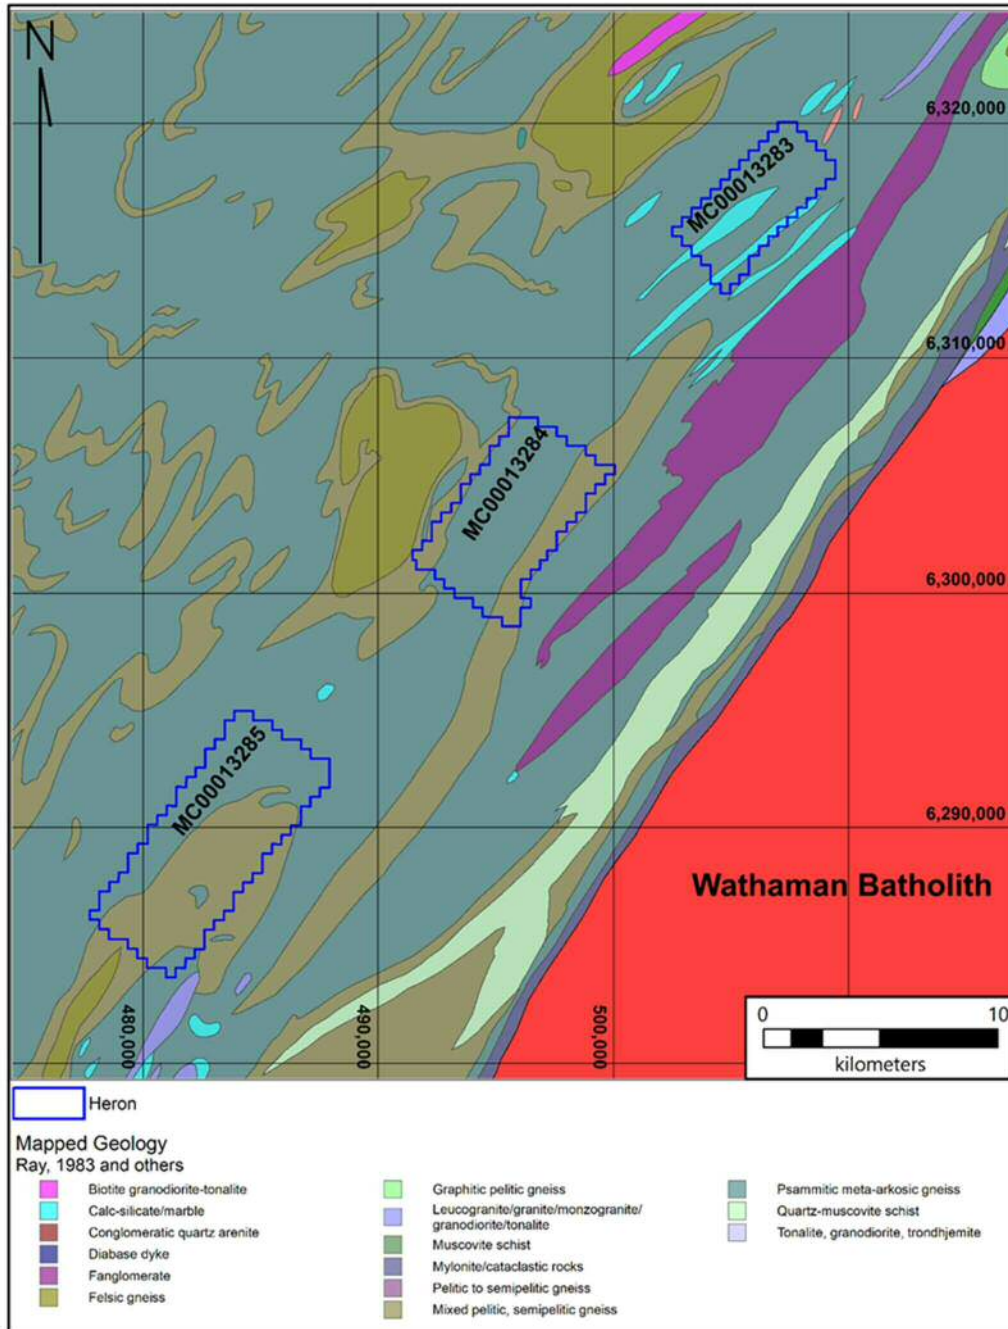 N
6,320,000
MC00013283
6,310,000
MC00013284
6,300,000
MC00013285
6,290,000
Wathaman Batholith
480,000
490,000
500,000
0 10
kilometers
Heron
Mapped Geology
Ray, 1983 and others
Biotite granodiorite-tonalite
Calc-silicate/marble
Conglomeratic quartz arenite
Diabase dyke
Fanglomerate
Felsic gneiss
Graphitic pelitic gneiss
Leucogranite/granite/monzogranite/
granodiorite/tonalite
Muscovite schist
Mylonite/cataclastic rocks
Pelitic to semipelitic gneiss
Mixed pelitic, semipelitic gneiss
Psammitic meta-arkosic gneiss
Quartz-muscovite schist
Tonalite, granodiorite, trondhjemite